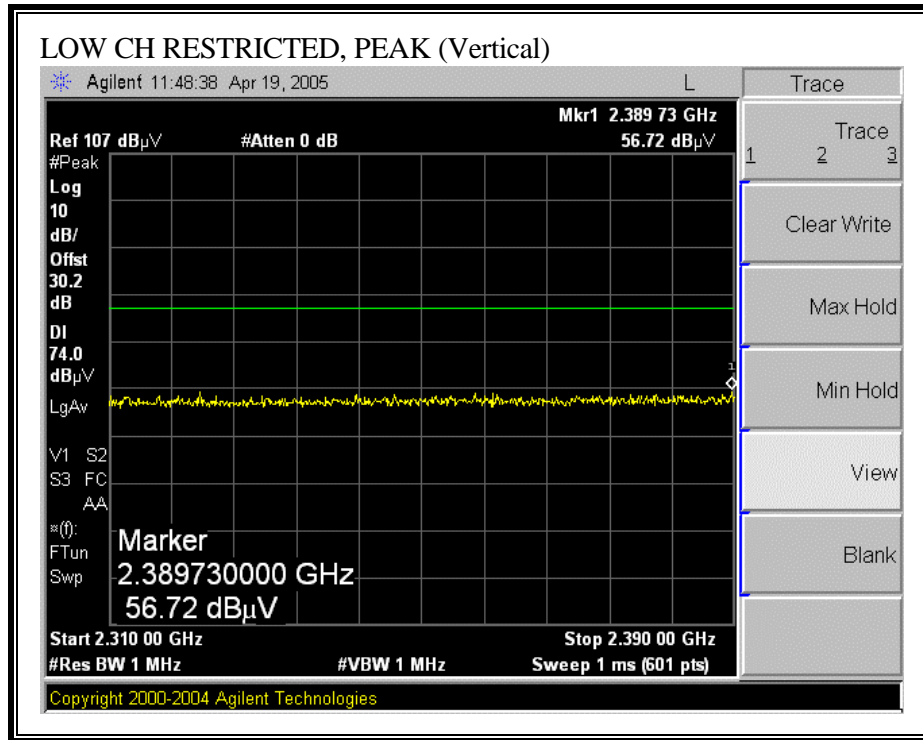 LOW CH RESTRICTED, PEAK (Vertical)
Agilent 11:48:38 Apr 19, 2005 L Trace
Mkr1 2.389 73 GHz
Ref 107 dBµV #Atten 0 dB 56.72 dBµV
#Peak
Log
10
dB/
Offst
30.2
dB
DI
74.0
dBµV
LgAv
V1 S2
S3 FC
AA
¤(f):
FTun
Swp
1
Marker
2.389730000 GHz
56.72 dBµV
Start 2.310 00 GHz Stop 2.390 00 GHz
#Res BW 1 MHz #VBW 1 MHz Sweep 1 ms (601 pts)
Copyright 2000-2004 Agilent Technologies
Trace
1 2 3
Clear Write
Max Hold
Min Hold
View
Blank